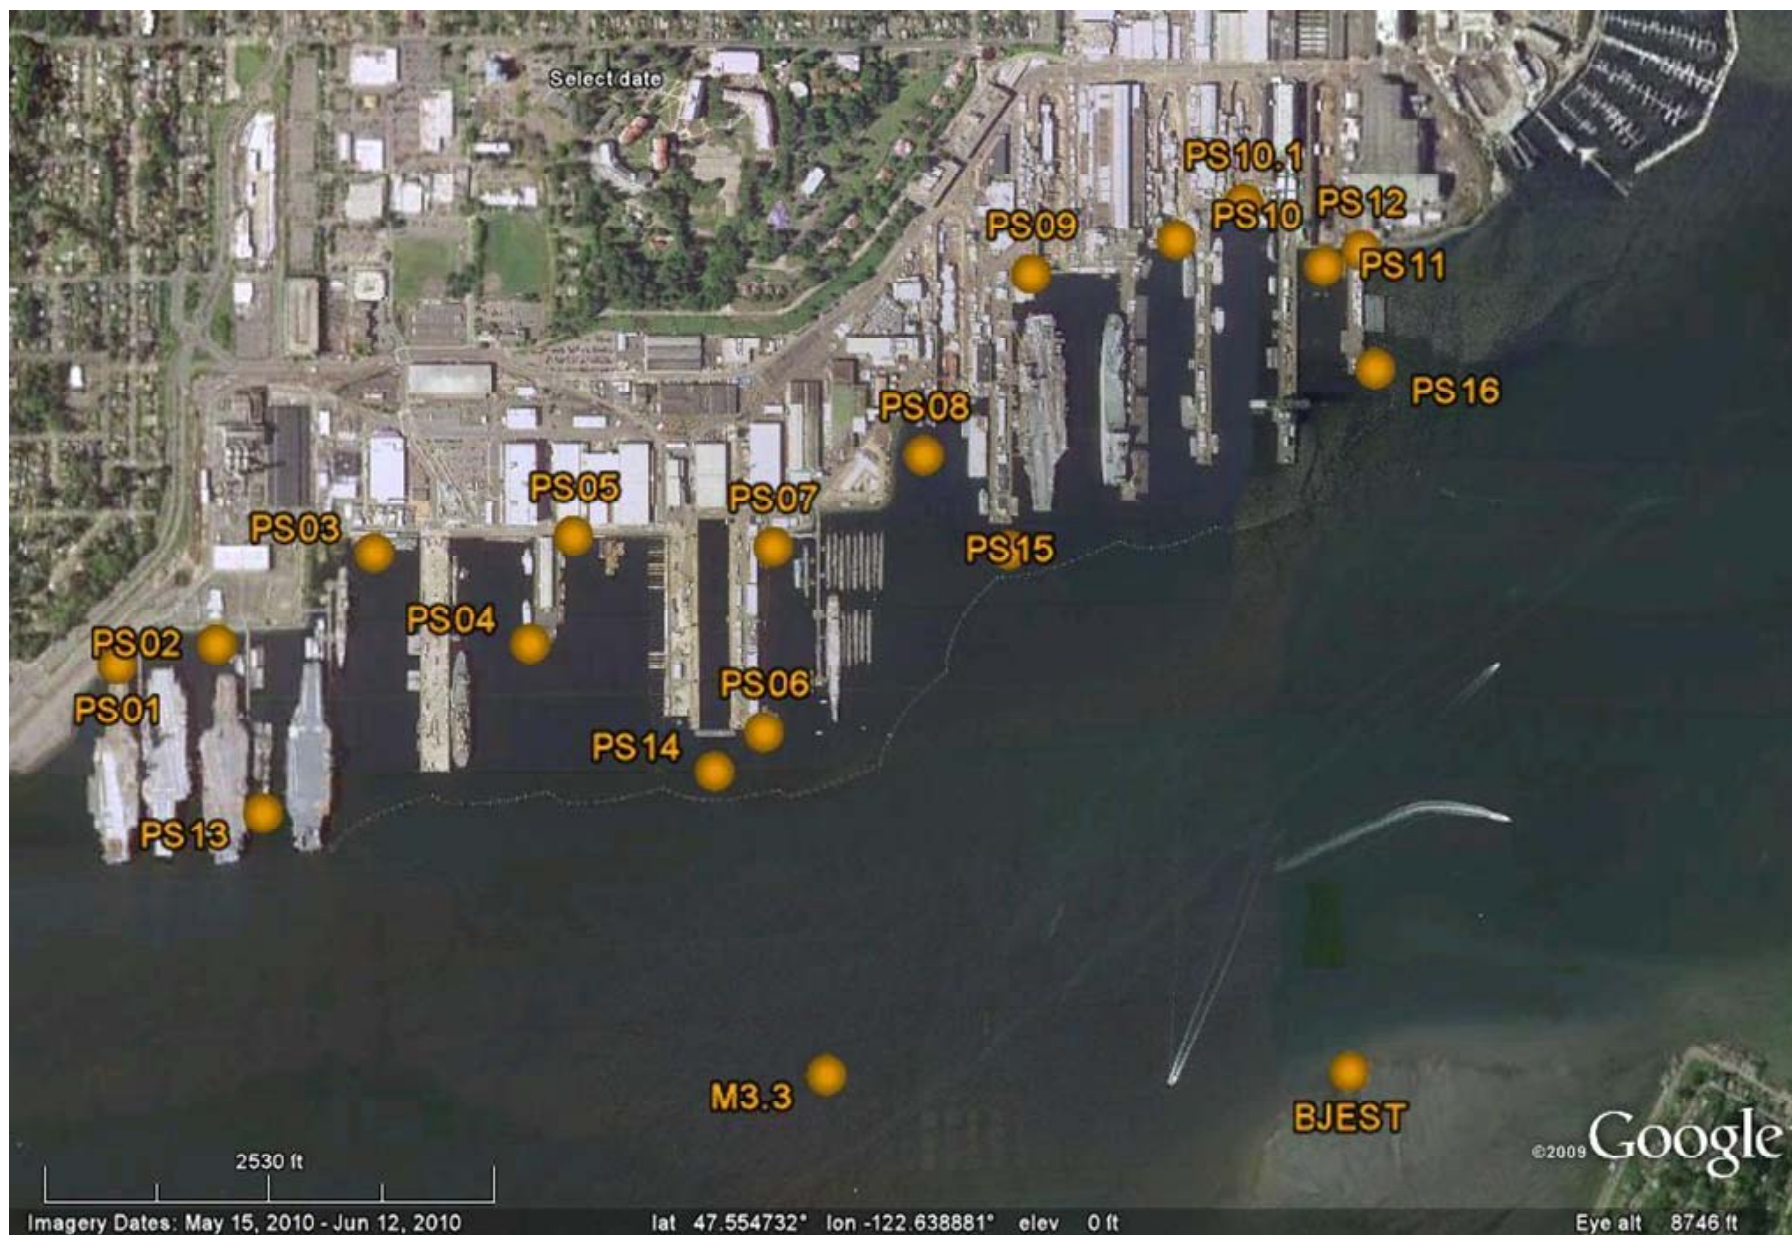 Select date
PS10.1
PS12
PS10
PS09
PS11
PS16
PS08
PS05
PS07
PS03
PS15
PS04
PS02
PS06
PS01
PS14
PS13
M3.3
BJEST
©2009 Google
2530 ft
Imagery Dates: May 15, 2010 - Jun 12, 2010 lat 47.554732° lon -122.638881° elev 0 ft Eye alt 8746 ft